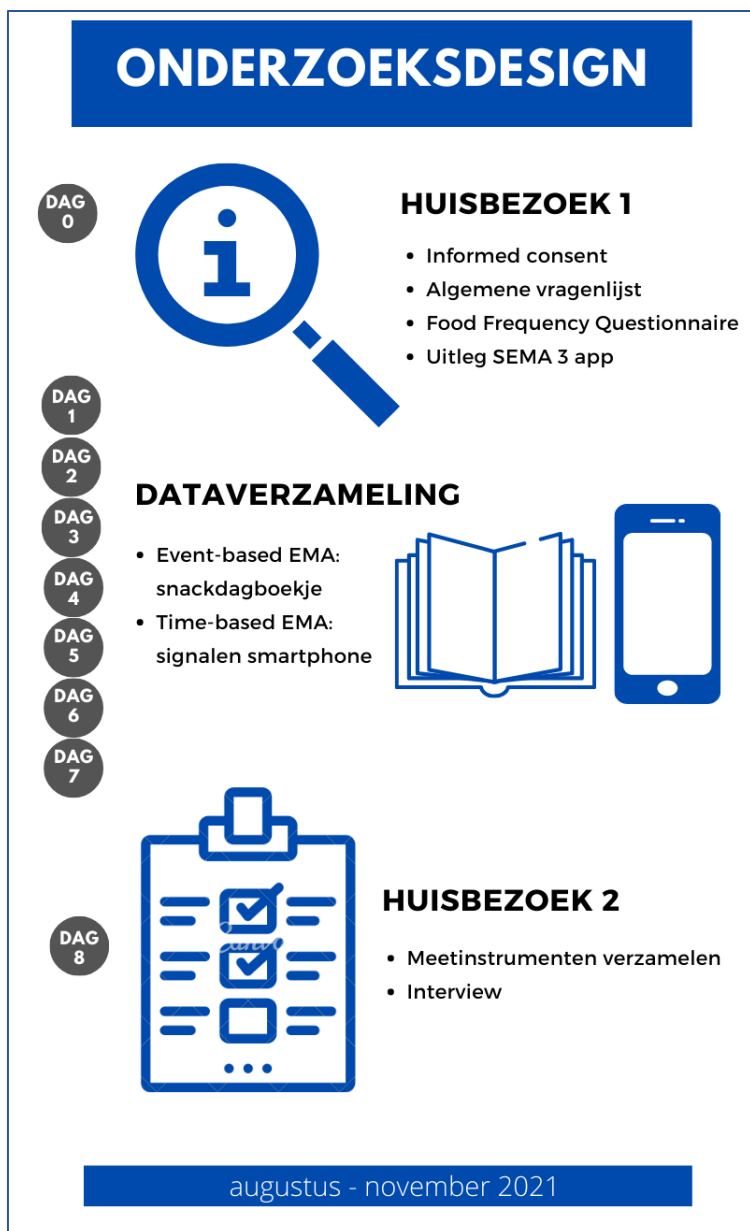 ONDERZOEKSDESIGN
DAG
0
HUISBEZOEK 1
• Informed consent
• Algemene vragenlijst
• Food Frequency Questionnaire
• Uitleg SEMA 3 app
DAG
1
DAG
2
DAG
3
DAG
4
DAG
5
DAG
6
DAG
7
DATAVERZAMELING
• Event-based EMA:
snackdagboekje
• Time-based EMA:
signalen smartphone
DAG
8
Canva
HUISBEZOEK 2
• Meetinstrumenten verzamelen
• Interview
augustus - november 2021